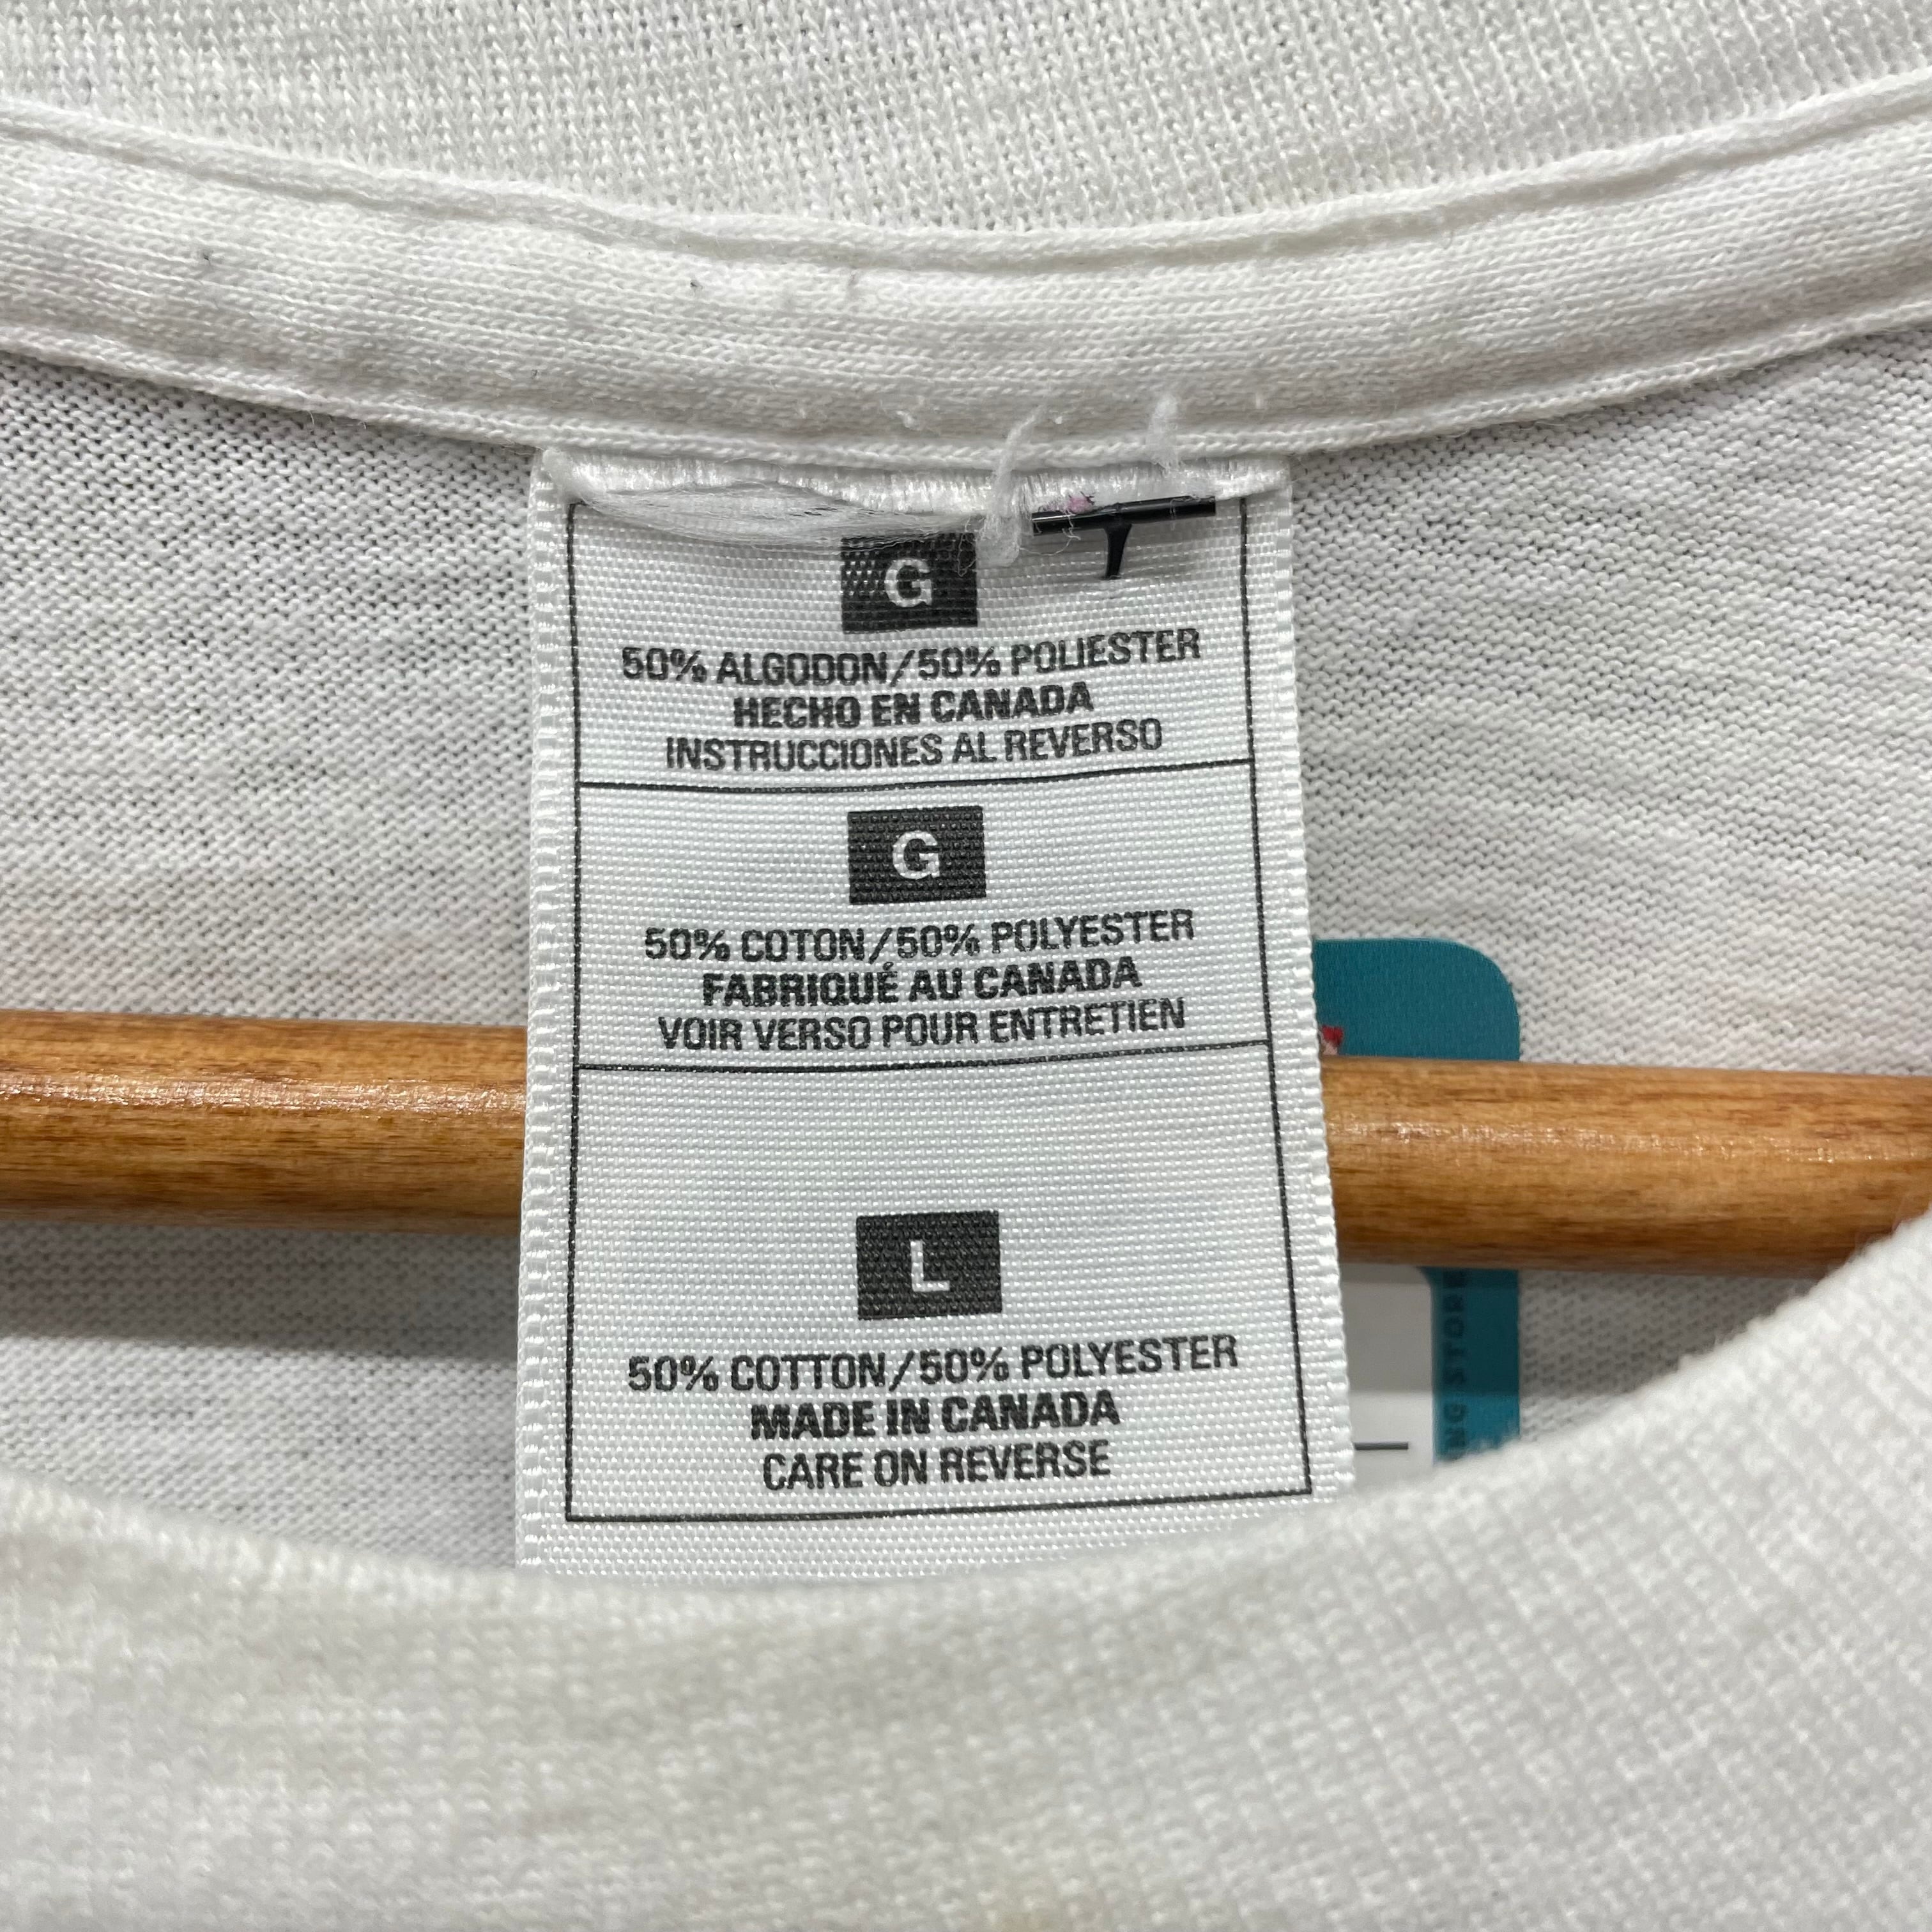 G
50% ALGODON/50% POLIESTER
HECHO EN CANADA
INSTRUCCIONES AL REVERSO
G
50% COTON/50% POLYESTER
FABRIQUÉ AU CANADA
VOIR VERSO POUR ENTRETIEN
L
50% COTTON/50% POLYESTER
MADE IN CANADA
CARE ON REVERSE